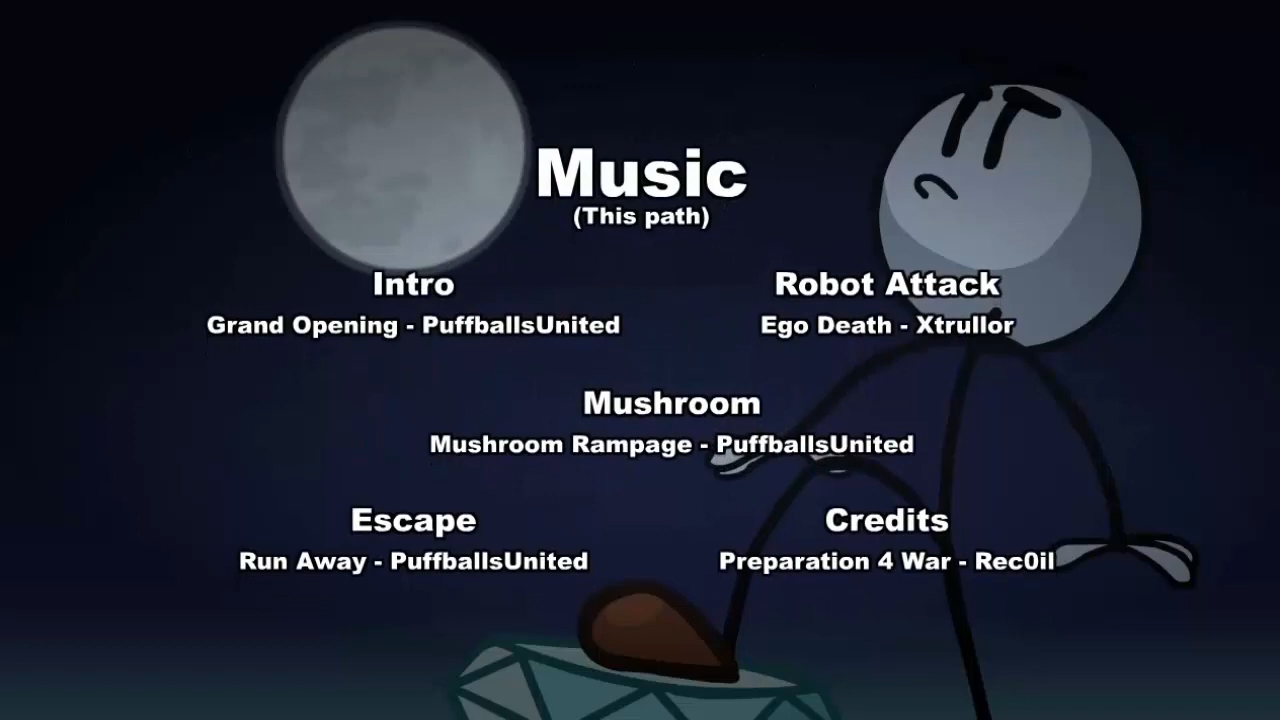 Music
(This path)
Intro
Grand Opening - PuffballsUnited
Robot Attack
Ego Death - Xtrullor
Mushroom
Mushroom Rampage - PuffballsUnited
Escape
Run Away - PuffballsUnited
Credits
Preparation 4 War - Rec0il